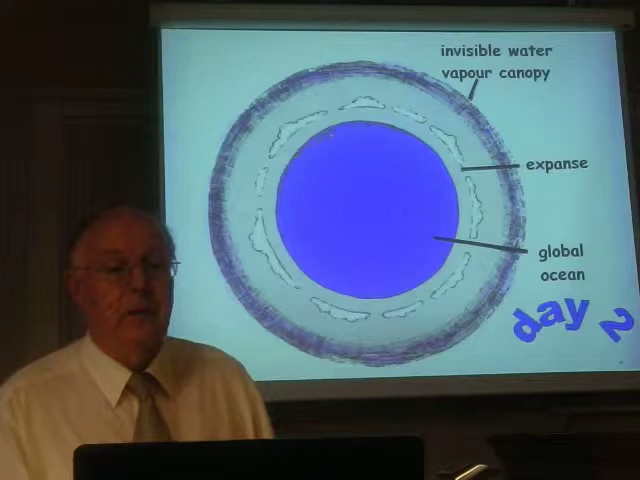 invisible water
vapour canopy
expanse
global
ocean
day 2